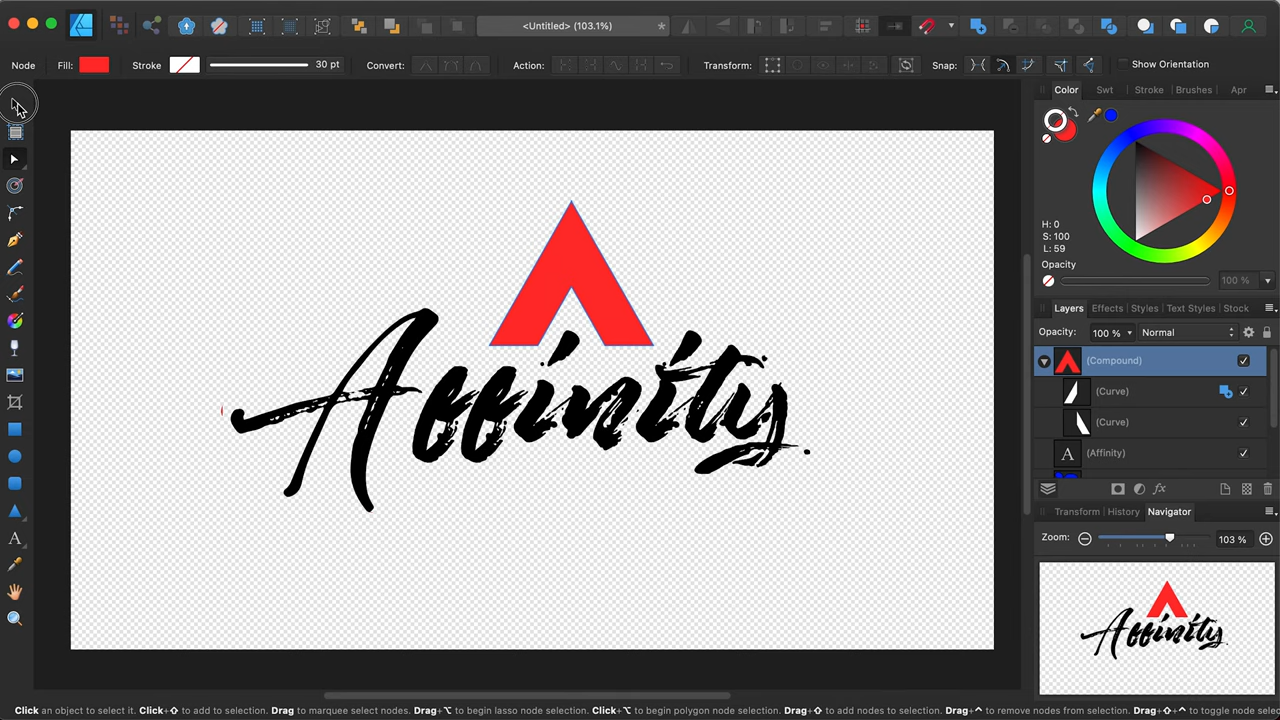 <Untitled> (103.1%)
*
Node
Fill:
Stroke
30 pt
Convert:
Action:
Transform:
Snap:
Show Orientation
Color
Swt
Stroke
Brushes
Apr
H: 0
S: 100
L: 59
Opacity
100 %
Layers
Effects
Styles
Text Styles
Stock
Opacity:
100 %
Normal
(Compound)
(Curve)
(Curve)
A
(Affinity)
fx
Transform
History
Navigator
Zoom:
103 %
Affinity
Affinity
Click an object to select it. Click+⇧ to add to selection. Drag to marquee select nodes. Drag+⌥ to begin lasso node selection. Click+⌥ to begin polygon node selection. Drag+⇧ to add nodes to selection. Drag+^ to remove nodes from selection. Drag+⇧+^ to toggle node selec